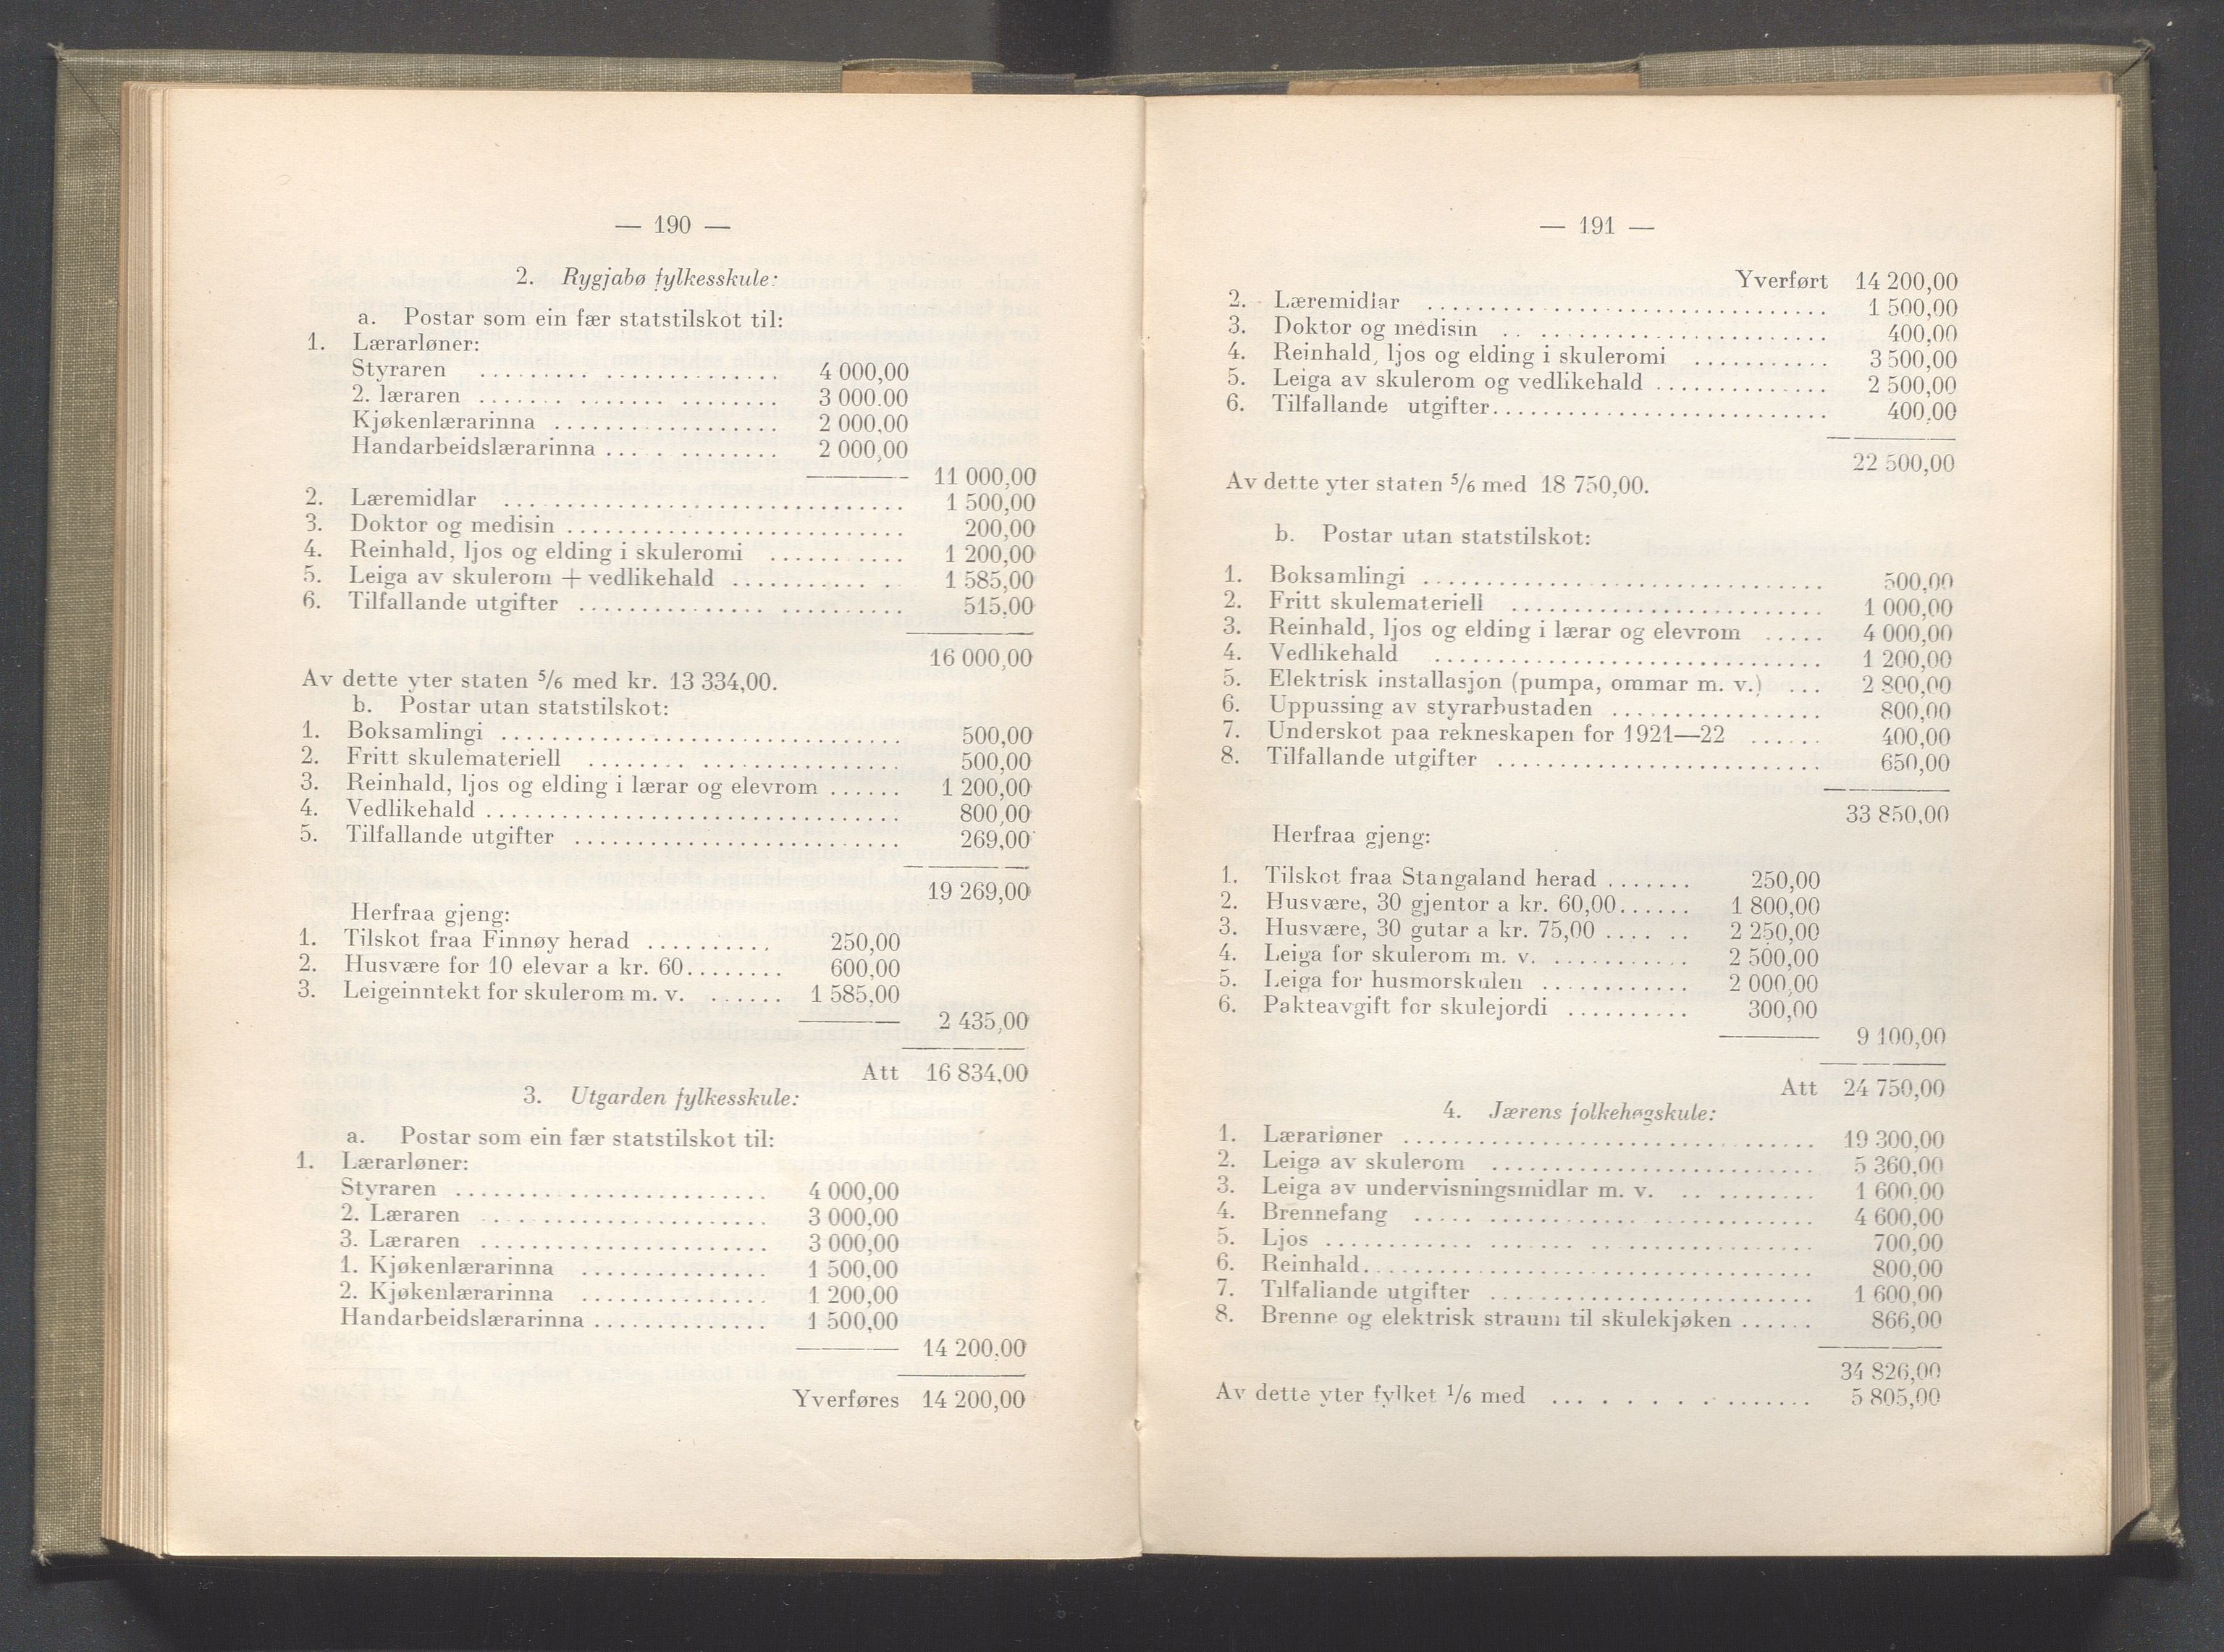 — 190 —
2. Rygjabø fylkesskule:
a. Postar som ein fær statstilskot til:
1. Lærarløner:
Styraren ........................ 4 000,00
2. læraren ........................ 3 000.00
Kjøkenlærarinna .................. 2 000,00
Handarbeidslærarinna .............. 2 000,00
11 000,00
2. Læremidlar ................................ 1 500,00
3. Doktor og medisin ........................... 200,00
4. Reinhald, ljos og elding i skuleromi ........... 1 200,00
5. Leiga av skulerom + vedlikehald ............. 1 585,00
6. Tilfallande utgifter .......................... 515,00
16 000,00
Av dette yter staten 5/6 med kr. 13 334,00.
b. Postar utan statstilskot:
1. Boksamlingi ................................ 500,00
2. Fritt skulemateriell ......................... 500,00
3. Reinhald, ljos og elding i lærar og elevrom ...... 1 200,00
4. Vedlikehald ................................. 800,00
5. Tilfallande utgifter .......................... 269,00
19 269,00
Herfraa gjeng:
1. Tilskot fraa Finnøy herad .......... 250,00
2. Husvære for 10 elevar a kr. 60........ 600,00
3. Leigeinntekt for skulerom m. v. ...... 1 585,00
2 435,00
Att 16 834,00
3. Utgarden fylkesskule:
a. Postar som ein fær statstilskot til:
1. Lærarløner:
Styraren ......................... 4 000,00
2. Læraren ....................... 3 000,00
3. Læraren ....................... 3 000,00
1. Kjøkenlærarinna ............... 1 500,00
2. Kjøkenlærarinna ............... 1 200,00
Handarbeidslærarinna .............. 1 500,00
14 200,00
Yverføres 14 200,00
— 191 —
Yverført 14 200,00
2. Læremidlar ................................ 1 500,00
3. Doktor og medisin ........................... 400,00
4. Reinhald, ljos og elding i skuleromi ........... 3 500,00
5. Leiga av skulerom og vedlikehald .............. 2 500,00
6. Tilfallande utgifter........................... 400,00
22 500,00
Av dette yter staten 5/6 med 18 750,00.
b. Postar utan statstilskot:
1. Boksamlingi ................................ 500,00
2. Fritt skulemateriell ......................... 1 000,00
3. Reinhald, ljos og elding i lærar og elevrom ..... 4 000,00
4. Vedlikehald ............................... 1 200,00
5. Elektrisk installasjon (pumpa, ommar m. v.) ... 2 800,00
6. Uppussing av styrarbustaden ................. 800,00
7. Underskot paa rekneskapen for 1921—22 ...... 400,00
8. Tilfallande utgifter .......................... 650,00
33 850,00
Herfraa gjeng:
1. Tilskot fraa Stangaland herad ....... 250,00
2. Husvære, 30 gjentor a kr. 60,00...... 1 800,00
3. Husvære, 30 gutar a kr. 75,00 ...... 2 250,00
4. Leiga for skulerom m. v. ........... 2 500,00
5. Leiga for husmorskulen ............ 2 000,00
6. Pakteavgift for skulejordi .......... 300,00
9 100,00
Att 24 750,00
4. Jærens folkehøgskule:
1. Lærarløner ................................. 19 300,00
2. Leiga av skulerom .......................... 5 360,00
3. Leiga av undervisningsmidlar m. v. .......... 1 600,00
4. Brennefang ............................... 4 600,00
5. Ljos ...................................... 700,00
6. Reinhald.................................... 800,00
7. Tilfallande utgifter .......................... 1 600,00
8. Brenne og elektrisk straum til skulekjøken ...... 866,00
34 826,00
Av dette yter fylket 1/6 med ................ 5 805,00